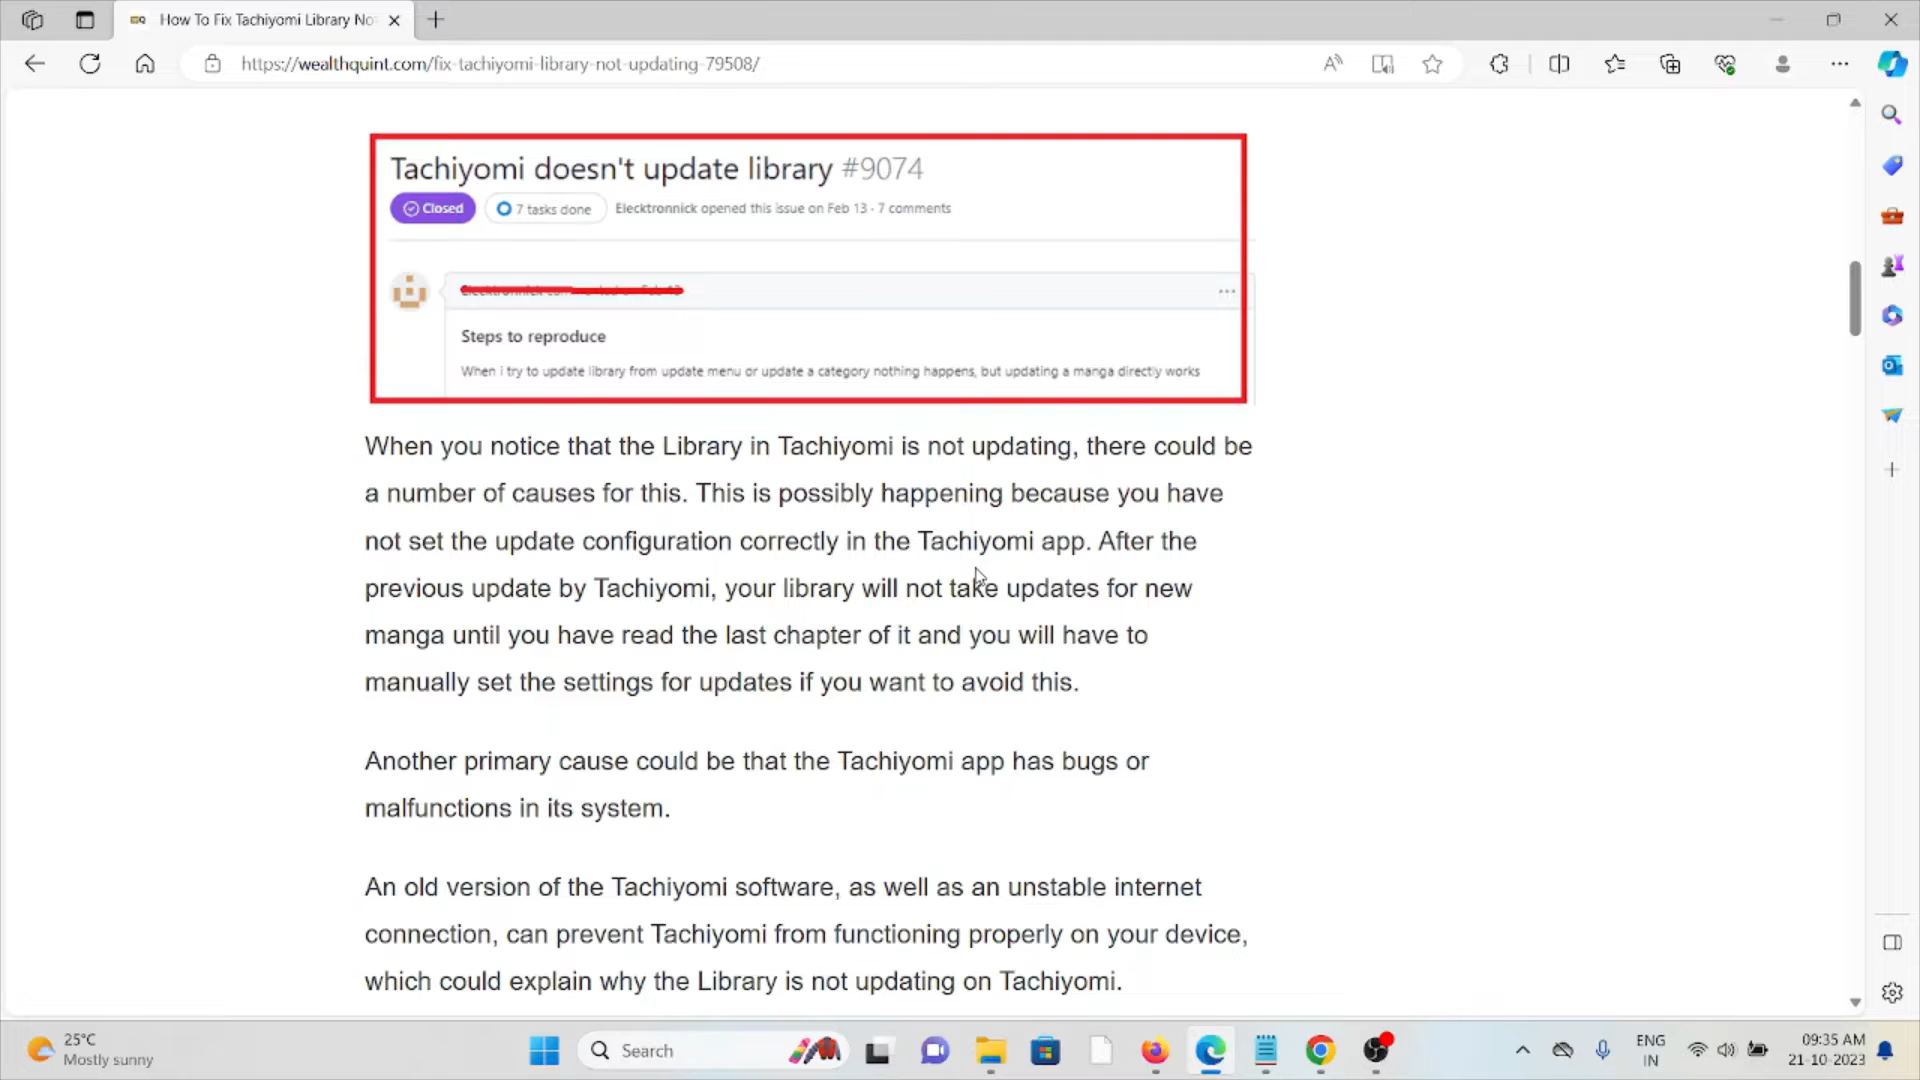 How To Fix Tachiyomi Library No
https://wealthquint.com/fix-tachiyomi-library-not-updating-79508/
Tachiyomi doesn't update library #9074
Closed
7 tasks done
Elecktronnick opened this issue on Feb 13 · 7 comments
Steps to reproduce
When i try to update library from update menu or update a category nothing happens, but updating a manga directly works
When you notice that the Library in Tachiyomi is not updating, there could be
a number of causes for this. This is possibly happening because you have
not set the update configuration correctly in the Tachiyomi app. After the
previous update by Tachiyomi, your library will not take updates for new
manga until you have read the last chapter of it and you will have to
manually set the settings for updates if you want to avoid this.
Another primary cause could be that the Tachiyomi app has bugs or
malfunctions in its system.
An old version of the Tachiyomi software, as well as an unstable internet
connection, can prevent Tachiyomi from functioning properly on your device,
which could explain why the Library is not updating on Tachiyomi.
25°C
Mostly sunny
Search
ENG
IN
09:35 AM
21-10-2023